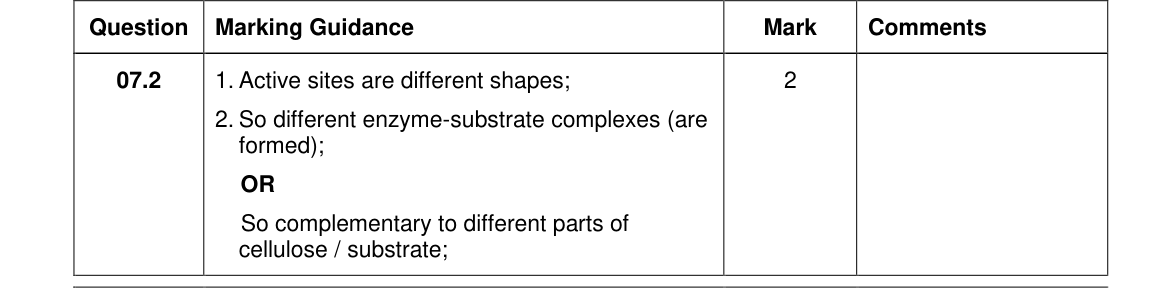 Question Marking Guidance Mark Comments
07.2 1. Active sites are different shapes; 2
2. So different enzyme-substrate complexes (are
formed);
OR
So complementary to different parts of
cellulose / substrate;